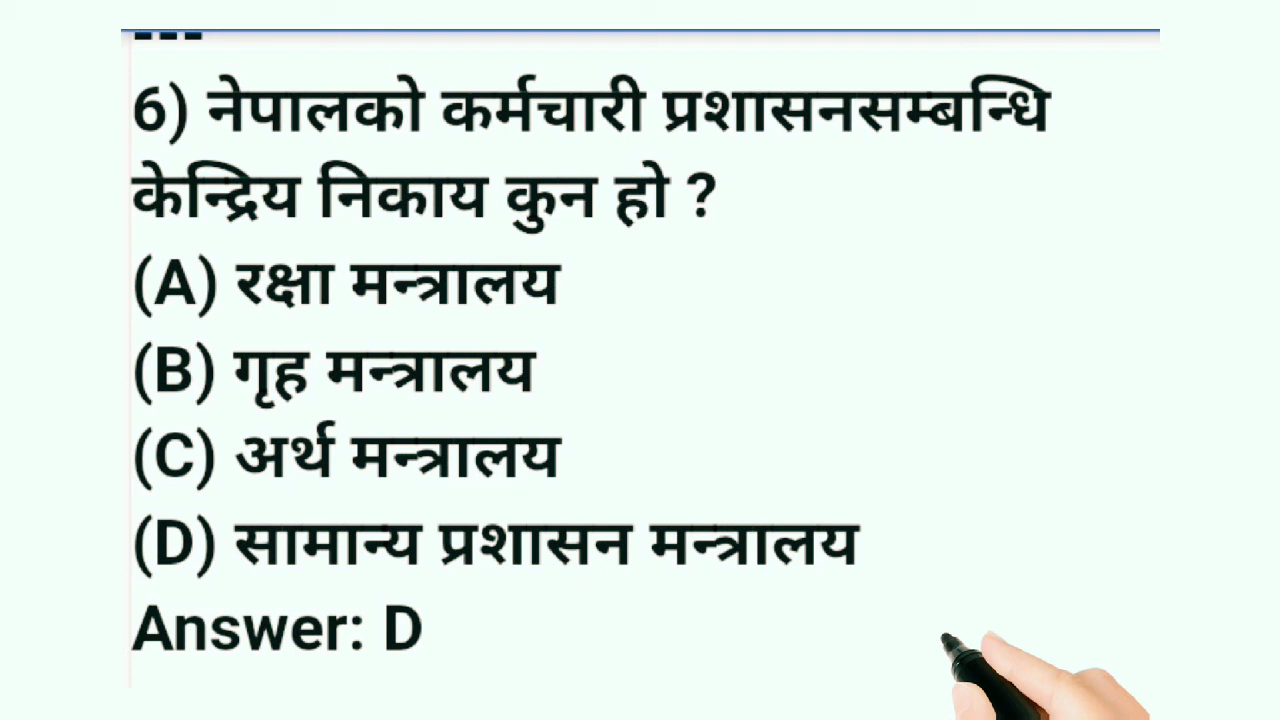 6) नेपालको कर्मचारी प्रशासनसम्बन्धि
केन्द्रिय निकाय कुन हो ?
(A) रक्षा मन्त्रालय
(B) गृह मन्त्रालय
(C) अर्थ मन्त्रालय
(D) सामान्य प्रशासन मन्त्रालय
Answer: D